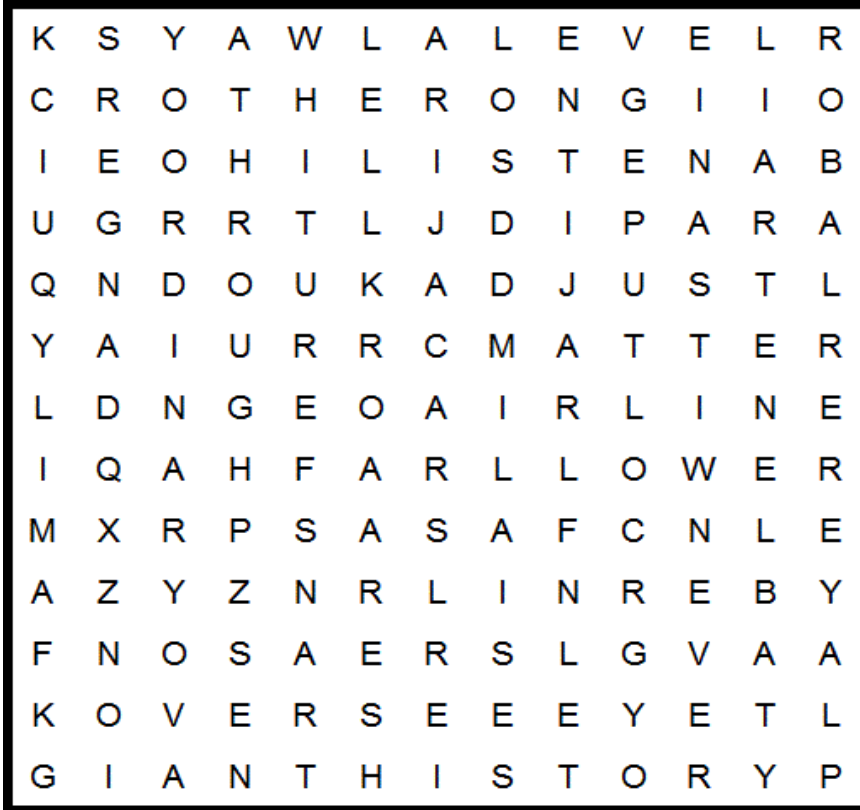 K S Y A W L A L E V E L R
C R O T H E R O N G I I O
I E O H I L I S T E N A B
U G R R T L J D I P A R A
Q N D O U K A D J U S T L
Y A I U R R C M A T T E R
L D N G E O A I R L I N E
I Q A H F A R L L O W E R
M X R P S A S A F C N L E
A Z Y Z N R L I N R E B Y
F N O S A E R S L G V A A
K O V E R S E E E Y E T L
G I A N T H I S T O R Y P